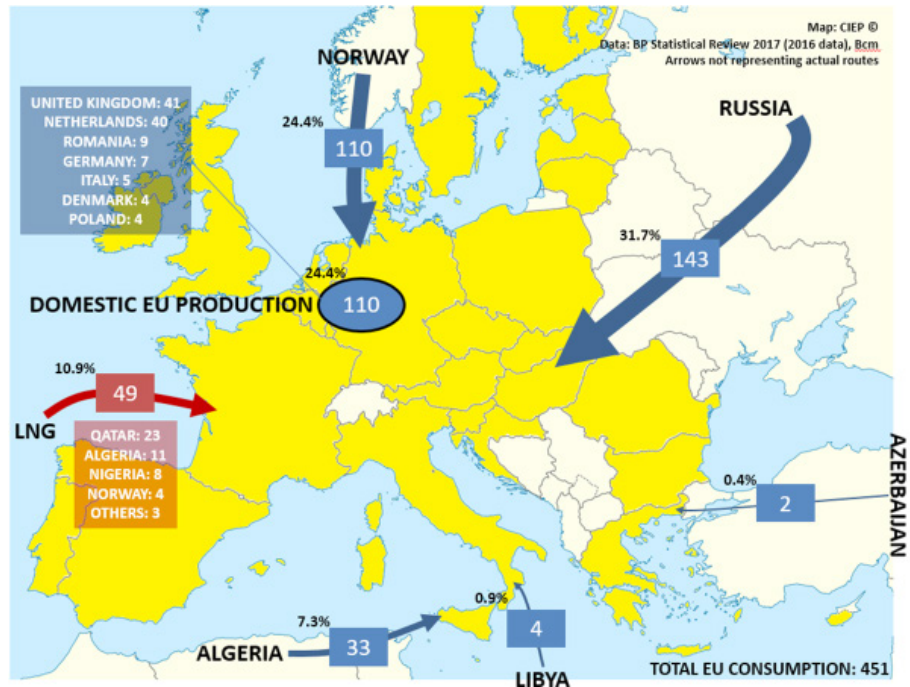 Map: CIEP ©
Data: BP Statistical Review 2017 (2016 data), Bcm
Arrows not representing actual routes
NORWAY
24.4%
110
RUSSIA
31.7%
143
UNITED KINGDOM: 41
NETHERLANDS: 40
ROMANIA: 9
GERMANY: 7
ITALY: 5
DENMARK: 4
POLAND: 4
24.4%
DOMESTIC EU PRODUCTION
110
10.9%
49
LNG
QATAR: 23
ALGERIA: 11
NIGERIA: 8
NORWAY: 4
OTHERS: 3
0.4%
2
AZERBAIJAN
7.3%
33
ALGERIA
0.9%
4
LIBYA
TOTAL EU CONSUMPTION: 451